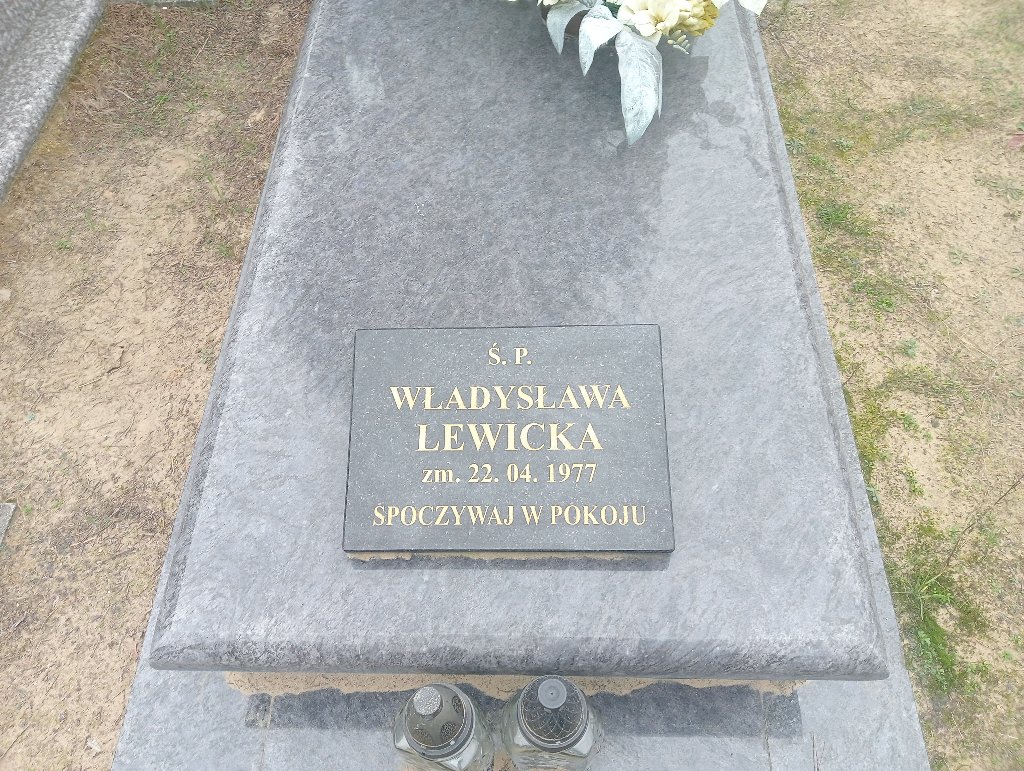 Ś. P.
WŁADYSŁAWA
LEWICKA
zm. 22. 04. 1977
SPOCZYWAJ W POKOJU